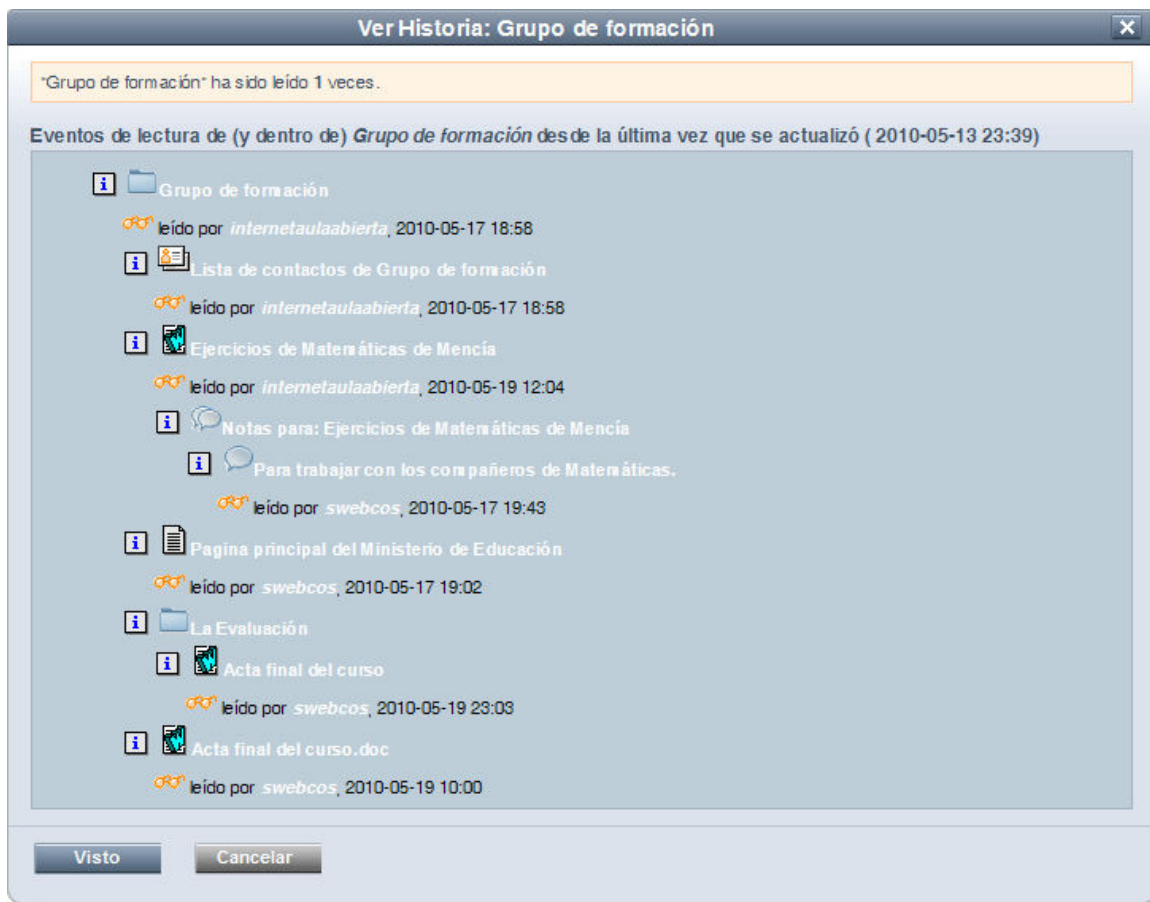 Ver Historia: Grupo de formación
"Grupo de formación" ha sido leído 1 veces.
Eventos de lectura de (y dentro de) Grupo de formación desde la última vez que se actualizó ( 2010-05-13 23:39)
Grupo de formación
leído por internetaulaabierta, 2010-05-17 18:58
Lista de contactos de Grupo de formación
leído por internetaulaabierta, 2010-05-17 18:58
Ejercicios de Matemáticas de Mencía
leído por internetaulaabierta, 2010-05-19 12:04
Notas para: Ejercicios de Matemáticas de Mencía
Para trabajar con los compañeros de Matemáticas.
leído por swebcos, 2010-05-17 19:43
Pagina principal del Ministerio de Educación
leído por swebcos, 2010-05-17 19:02
La Evaluación
Acta final del curso
leído por swebcos, 2010-05-19 23:03
Acta final del curso.doc
leído por swebcos, 2010-05-19 10:00
Visto Cancelar